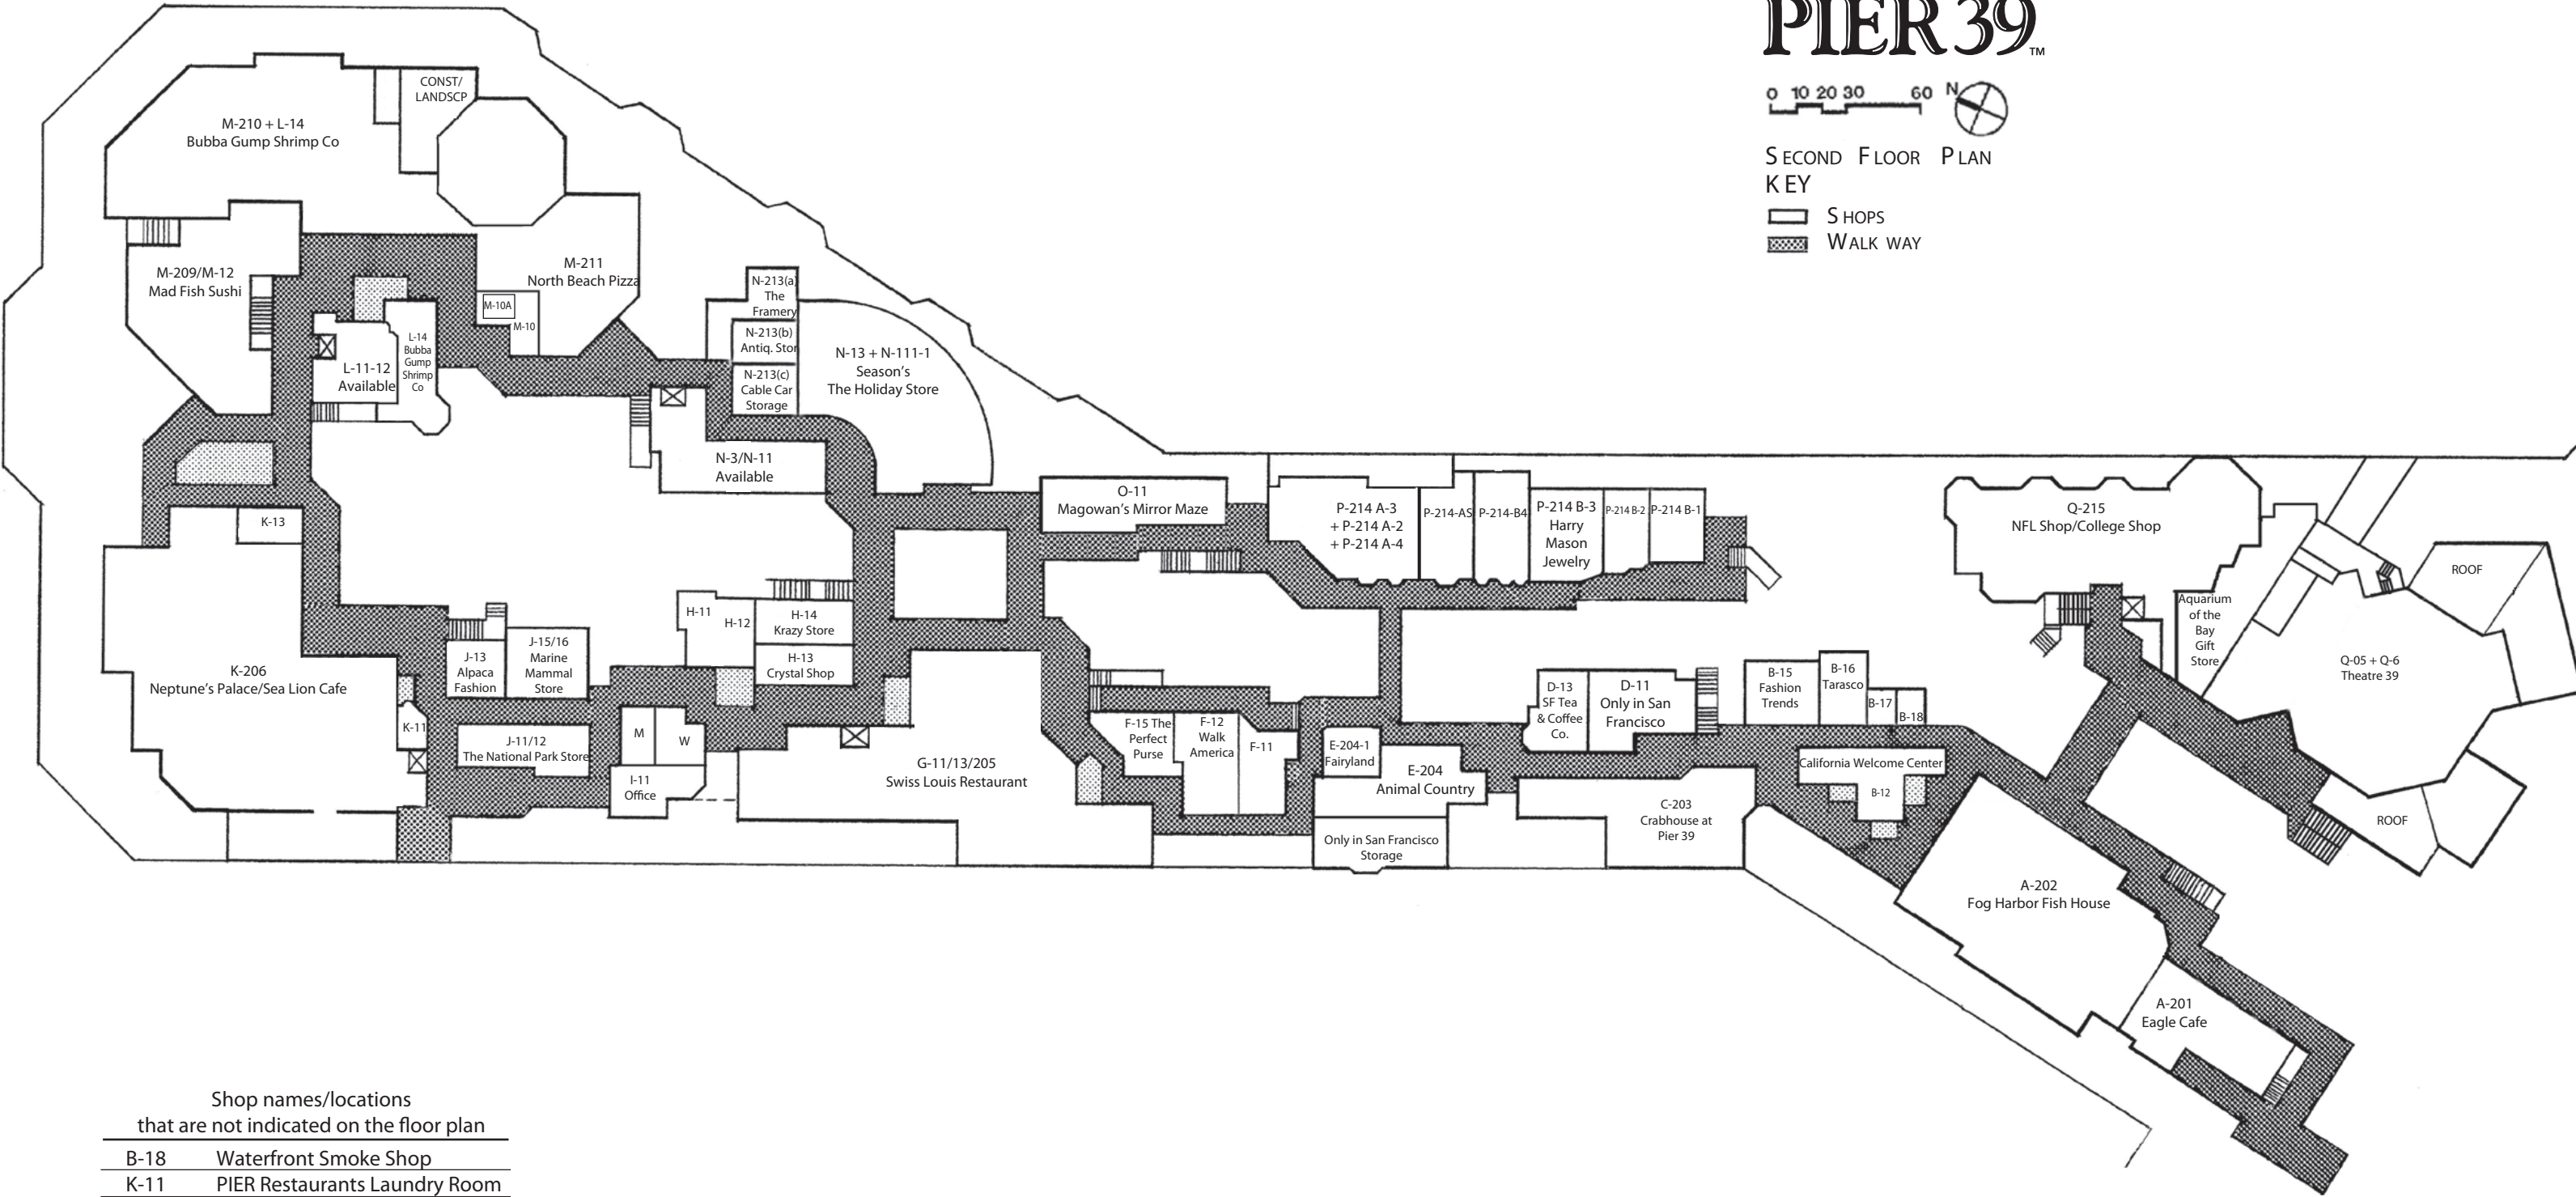 PIER 39™
0 10 20 30 60 N
SECOND FLOOR PLAN
KEY
SHOPS
WALK WAY
CONST/
LANDSCP
M-210 + L-14
Bubba Gump Shrimp Co
M-209/M-12
Mad Fish Sushi
M-211
North Beach Pizza
M-10A
M-10
L-11-12
Available
L-14
Bubba
Gump
Shrimp
Co
N-213(a)
The
Framery
N-213(b)
Antiq. Stor
N-213(c)
Cable Car
Storage
N-13 + N-111-1
Season's
The Holiday Store
N-3/N-11
Available
O-11
Magowan's Mirror Maze
P-214 A-3
+ P-214 A-2
+ P-214 A-4
P-214-AS
P-214-B4
P-214 B-3
Harry
Mason
Jewelry
P-214 B-2
P-214 B-1
Q-215
NFL Shop/College Shop
Aquarium
of the
Bay
Gift
Store
ROOF
Q-05 + Q-6
Theatre 39
ROOF
K-13
K-206
Neptune's Palace/Sea Lion Cafe
K-11
J-13
Alpaca
Fashion
J-15/16
Marine
Mammal
Store
J-11/12
The National Park Store
H-11
H-12
H-14
Krazy Store
H-13
Crystal Shop
M
W
I-11
Office
G-11/13/205
Swiss Louis Restaurant
F-15 The
Perfect
Purse
F-12
Walk
America
F-11
E-204-1
Fairyland
E-204
Animal Country
Only in San Francisco
Storage
D-13
SF Tea
& Coffee
Co.
D-11
Only in San
Francisco
C-203
Crabhouse at
Pier 39
B-15
Fashion
Trends
B-16
Tarasco
B-17
B-18
California Welcome Center
B-12
A-202
Fog Harbor Fish House
A-201
Eagle Cafe
Shop names/locations
that are not indicated on the floor plan
B-18 Waterfront Smoke Shop
K-11 PIER Restaurants Laundry Room